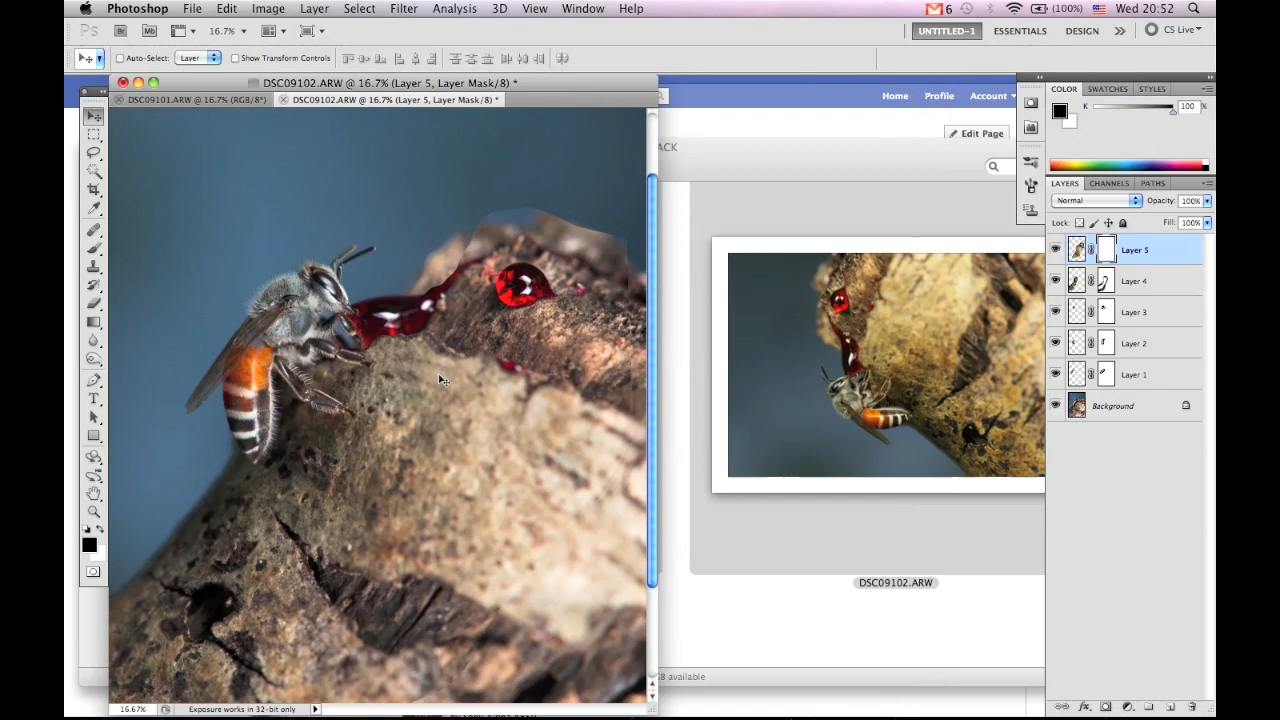 Photoshop File Edit Image Layer Select Filter Analysis 3D View Window Help 6 (100%) Wed 20:52
Ps Br Mb 16.7% UNTITLED-1 ESSENTIALS DESIGN CS Live
Auto-Select: Layer Show Transform Controls
DSC09102.ARW @ 16.7% (Layer 5, Layer Mask/8) *
DSC09101.ARW @ 16.7% (RGB/8*) DSC09102.ARW @ 16.7% (Layer 5, Layer Mask/8) *
Home Profile Account
Edit Page
ACK
COLOR SWATCHES STYLES
K 100 %
LAYERS CHANNELS PATHS
Normal Opacity: 100%
Lock: Fill: 100%
Layer 5
Layer 4
Layer 3
Layer 2
Layer 1
Background
DSC09102.ARW
available
16.67% Exposure works in 32-bit only